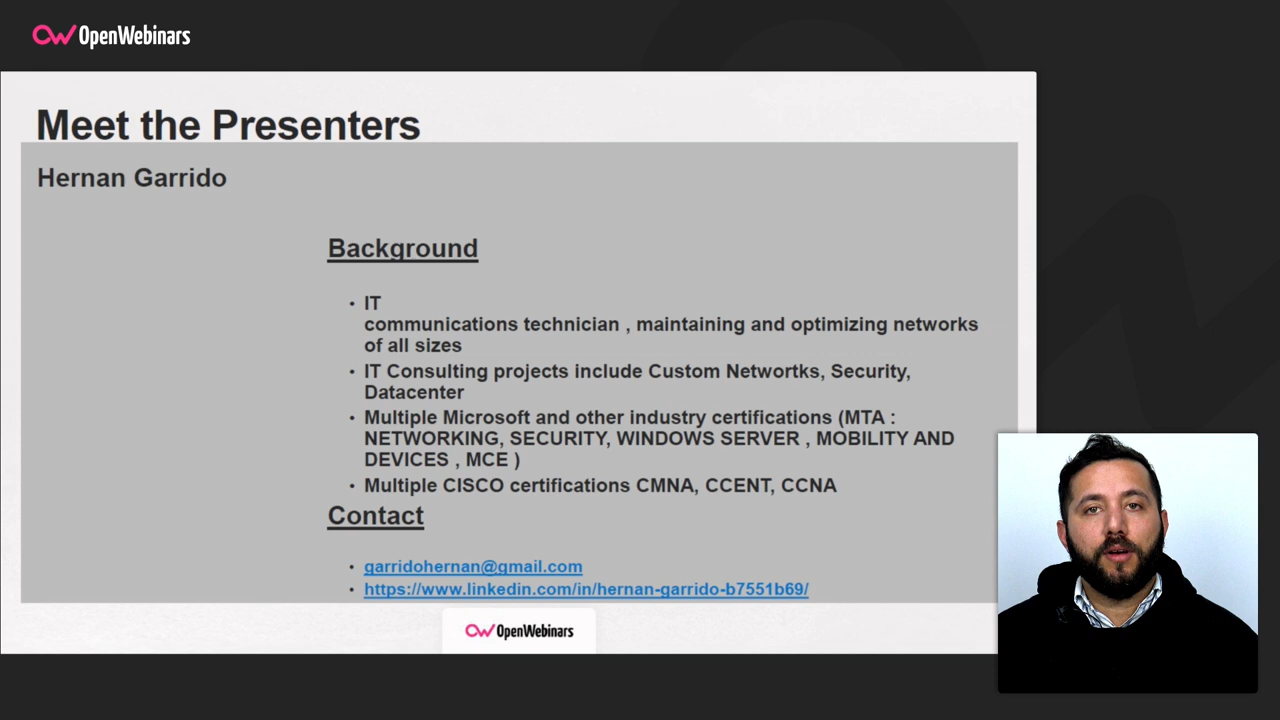 OpenWebinars
Meet the Presenters
Hernan Garrido
Background
• IT
communications technician , maintaining and optimizing networks
of all sizes
• IT Consulting projects include Custom Networtks, Security,
Datacenter
• Multiple Microsoft and other industry certifications (MTA :
NETWORKING, SECURITY, WINDOWS SERVER , MOBILITY AND
DEVICES , MCE )
• Multiple CISCO certifications CMNA, CCENT, CCNA
Contact
• garridohernan@gmail.com
• https://www.linkedin.com/in/hernan-garrido-b7551b69/
OpenWebinars